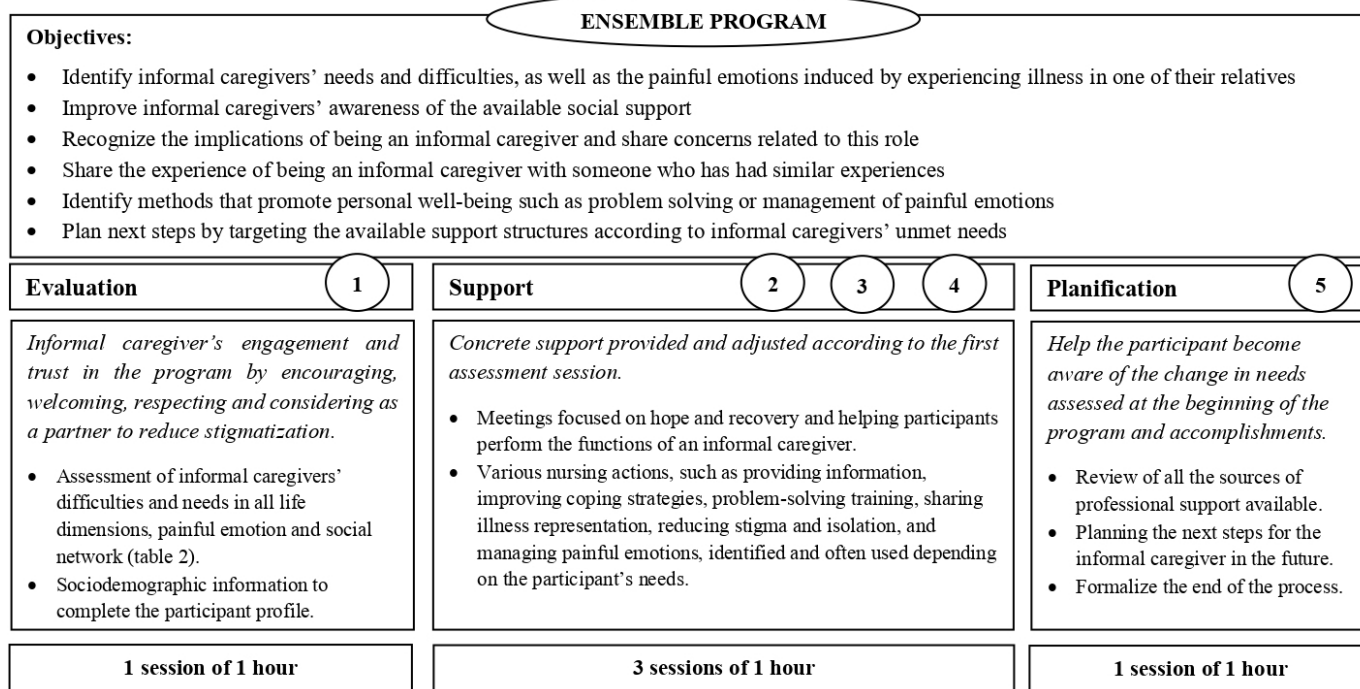 ENSEMBLE PROGRAM
Objectives:
• Identify informal caregivers’ needs and difficulties, as well as the painful emotions induced by experiencing illness in one of their relatives
• Improve informal caregivers’ awareness of the available social support
• Recognize the implications of being an informal caregiver and share concerns related to this role
• Share the experience of being an informal caregiver with someone who has had similar experiences
• Identify methods that promote personal well-being such as problem solving or management of painful emotions
• Plan next steps by targeting the available support structures according to informal caregivers’ unmet needs
Evaluation 1
Informal caregiver’s engagement and
trust in the program by encouraging,
welcoming, respecting and considering as
a partner to reduce stigmatization.
• Assessment of informal caregivers’
difficulties and needs in all life
dimensions, painful emotion and social
network (table 2).
• Sociodemographic information to
complete the participant profile.
1 session of 1 hour
Support 2 3 4
Concrete support provided and adjusted according to the first
assessment session.
• Meetings focused on hope and recovery and helping participants
perform the functions of an informal caregiver.
• Various nursing actions, such as providing information,
improving coping strategies, problem-solving training, sharing
illness representation, reducing stigma and isolation, and
managing painful emotions, identified and often used depending
on the participant’s needs.
3 sessions of 1 hour
Planification 5
Help the participant become
aware of the change in needs
assessed at the beginning of the
program and accomplishments.
• Review of all the sources of
professional support available.
• Planning the next steps for the
informal caregiver in the future.
• Formalize the end of the process.
1 session of 1 hour